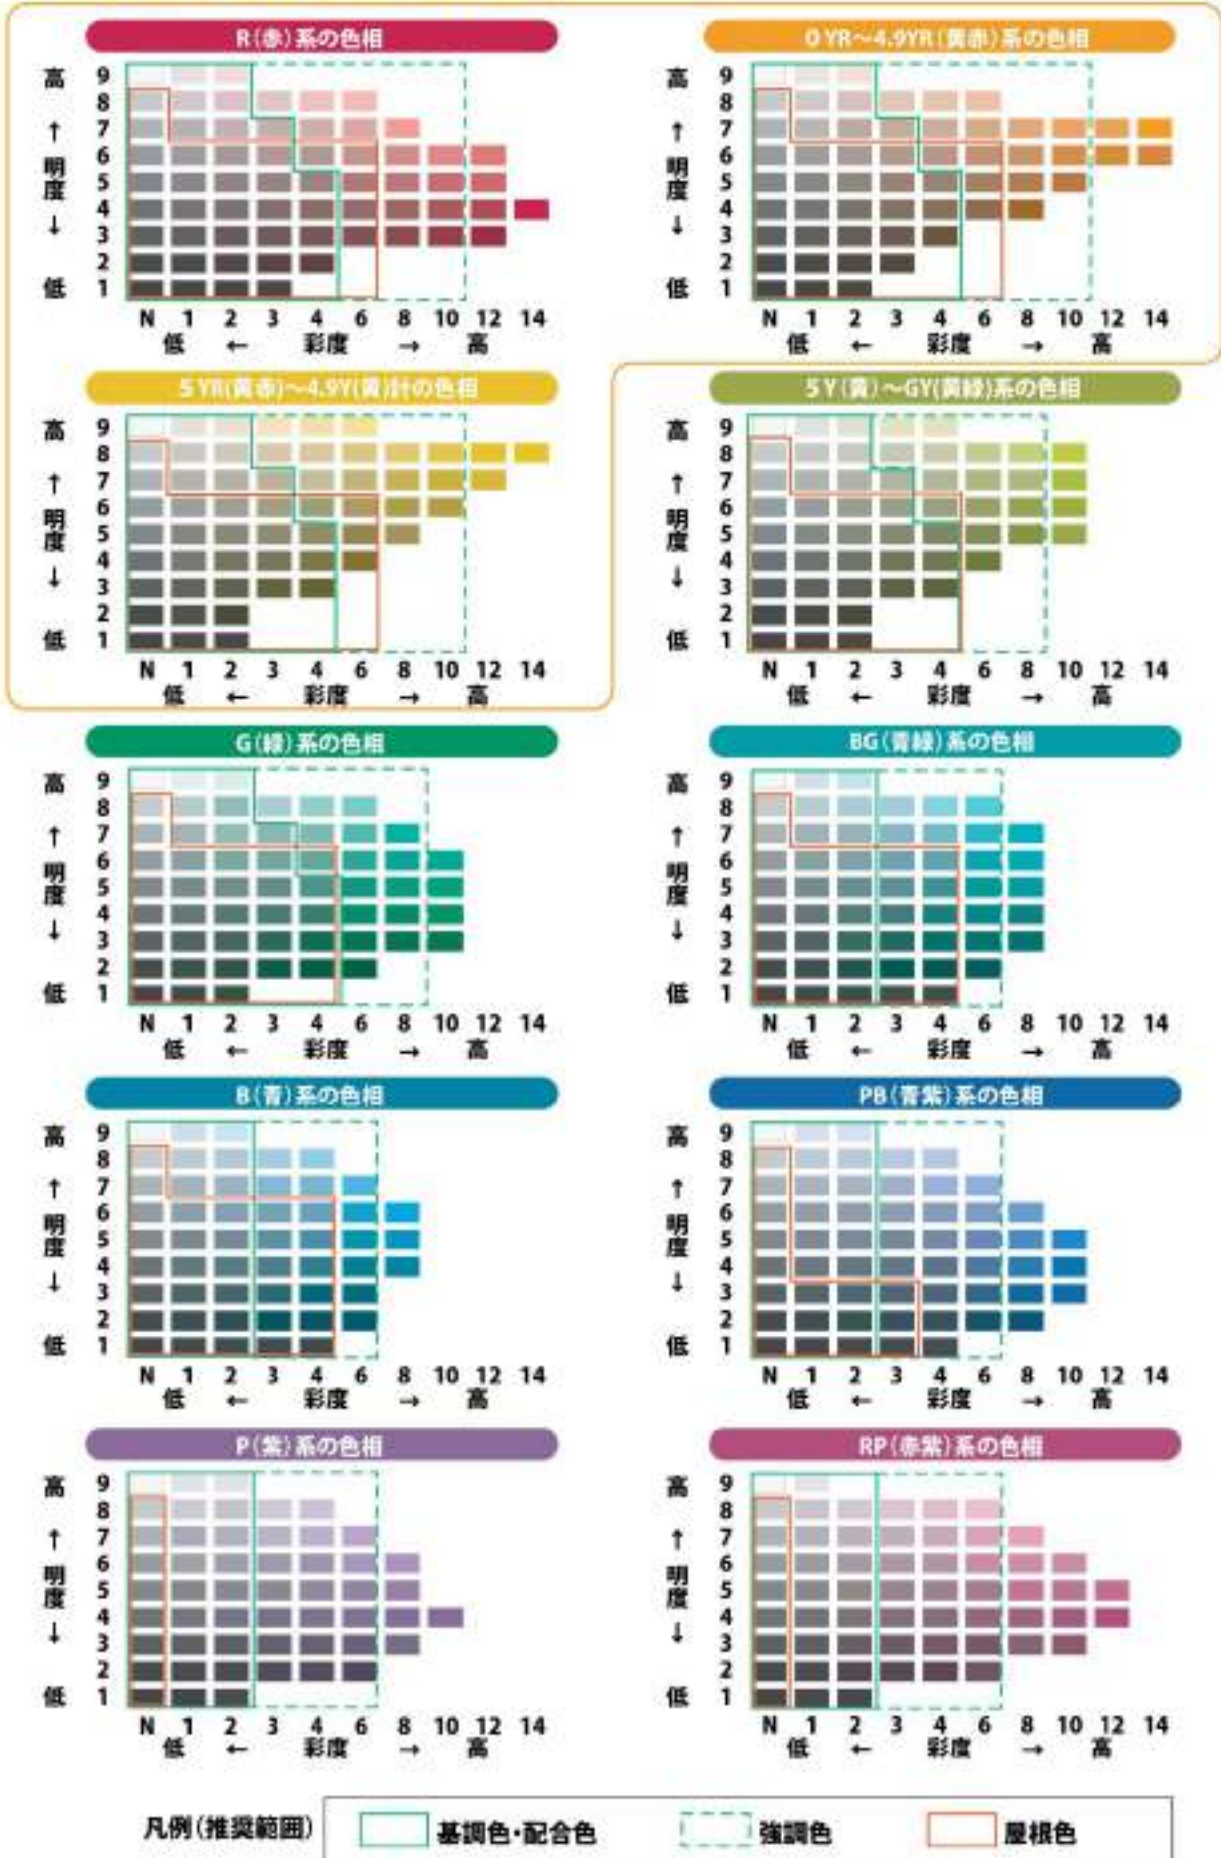 R(赤)系の色相
高 9
8
↑ 7
明 6
度 5
4
↓ 3
2
低 1
N 1 2 3 4 6 8 10 12 14
低 ← 彩度 → 高
0 YR～4.9YR(黄赤)系の色相
高 9
8
↑ 7
明 6
度 5
4
↓ 3
2
低 1
N 1 2 3 4 6 8 10 12 14
低 ← 彩度 → 高
5 YR(黄赤)～4.9Y(黄)計の色相
高 9
8
↑ 7
明 6
度 5
4
↓ 3
2
低 1
N 1 2 3 4 6 8 10 12 14
低 ← 彩度 → 高
5 Y(黄)～GY(黄緑)系の色相
高 9
8
↑ 7
明 6
度 5
4
↓ 3
2
低 1
N 1 2 3 4 6 8 10 12 14
低 ← 彩度 → 高
G(緑)系の色相
高 9
8
↑ 7
明 6
度 5
4
↓ 3
2
低 1
N 1 2 3 4 6 8 10 12 14
低 ← 彩度 → 高
BG(青緑)系の色相
高 9
8
↑ 7
明 6
度 5
4
↓ 3
2
低 1
N 1 2 3 4 6 8 10 12 14
低 ← 彩度 → 高
B(青)系の色相
高 9
8
↑ 7
明 6
度 5
4
↓ 3
2
低 1
N 1 2 3 4 6 8 10 12 14
低 ← 彩度 → 高
PB(青紫)系の色相
高 9
8
↑ 7
明 6
度 5
4
↓ 3
2
低 1
N 1 2 3 4 6 8 10 12 14
低 ← 彩度 → 高
P(紫)系の色相
高 9
8
↑ 7
明 6
度 5
4
↓ 3
2
低 1
N 1 2 3 4 6 8 10 12 14
低 ← 彩度 → 高
RP(赤紫)系の色相
高 9
8
↑ 7
明 6
度 5
4
↓ 3
2
低 1
N 1 2 3 4 6 8 10 12 14
低 ← 彩度 → 高
凡例(推奨範囲) 基調色・配合色 強調色 屋根色